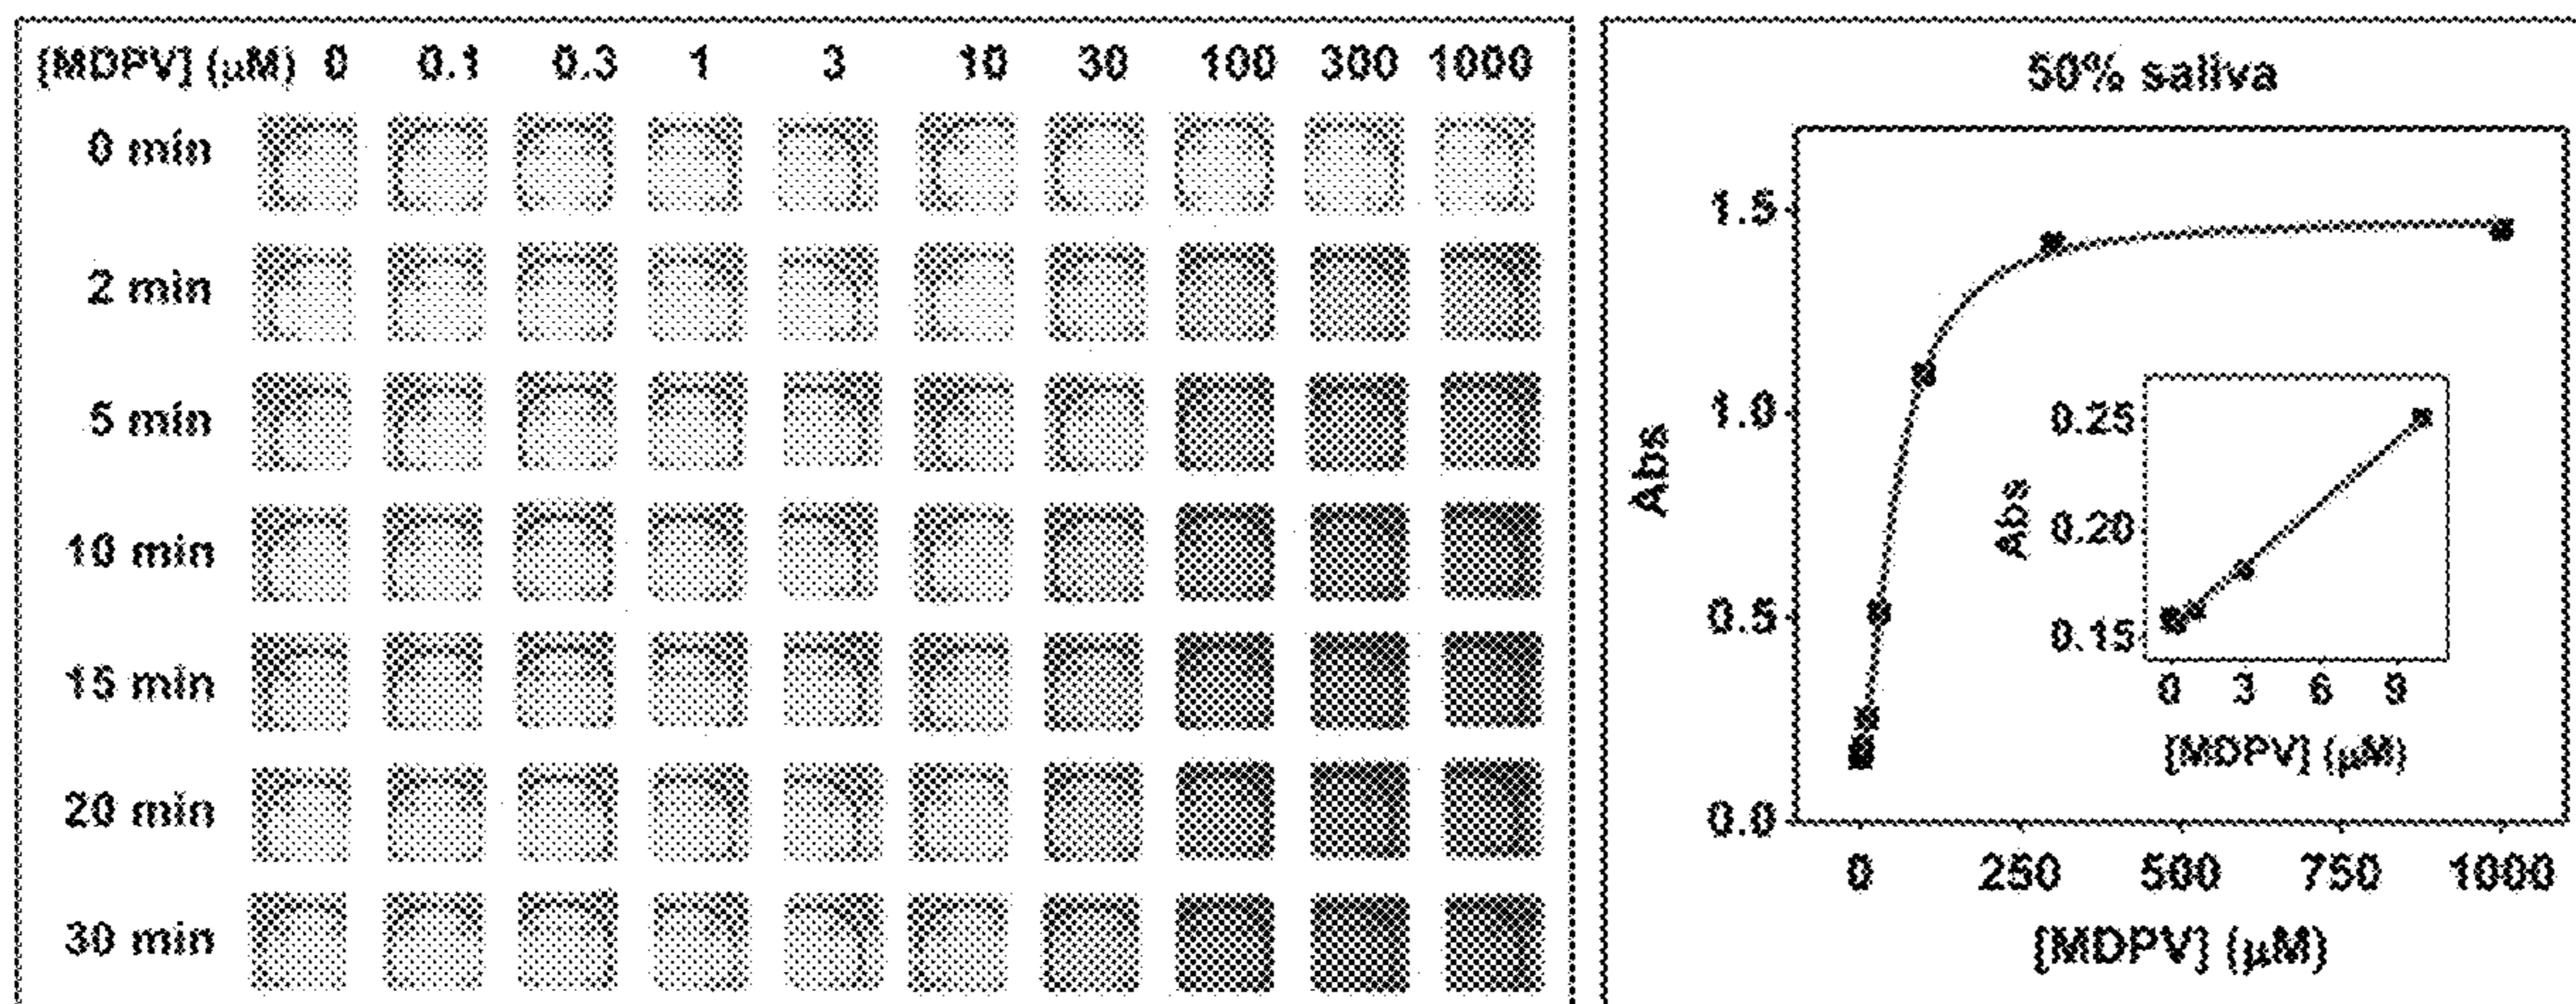 [MDPV] (μM) 0 0.1 0.3 1 3 10 30 100 300 1000
0 min
2 min
5 min
10 min
15 min
20 min
30 min
50% saliva
Abs
1.5
1.0
0.5
0.0
0 250 500 750 1000
[MDPV] (μM)
Abs
0.25
0.20
0.15
0 3 6 9
[MDPV] (μM)